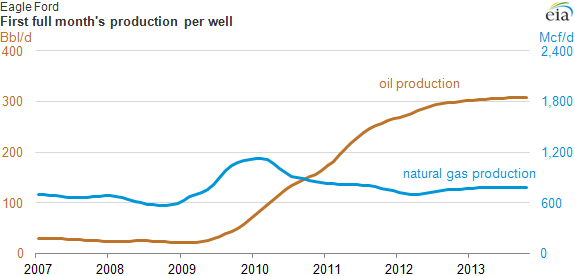 Eagle Ford
First full month's production per well
eia
Bbl/d
Mcf/d
400
2,400
oil production
300
1,800
200
1,200
natural gas production
100
600
0
0
2007 2008 2009 2010 2011 2012 2013